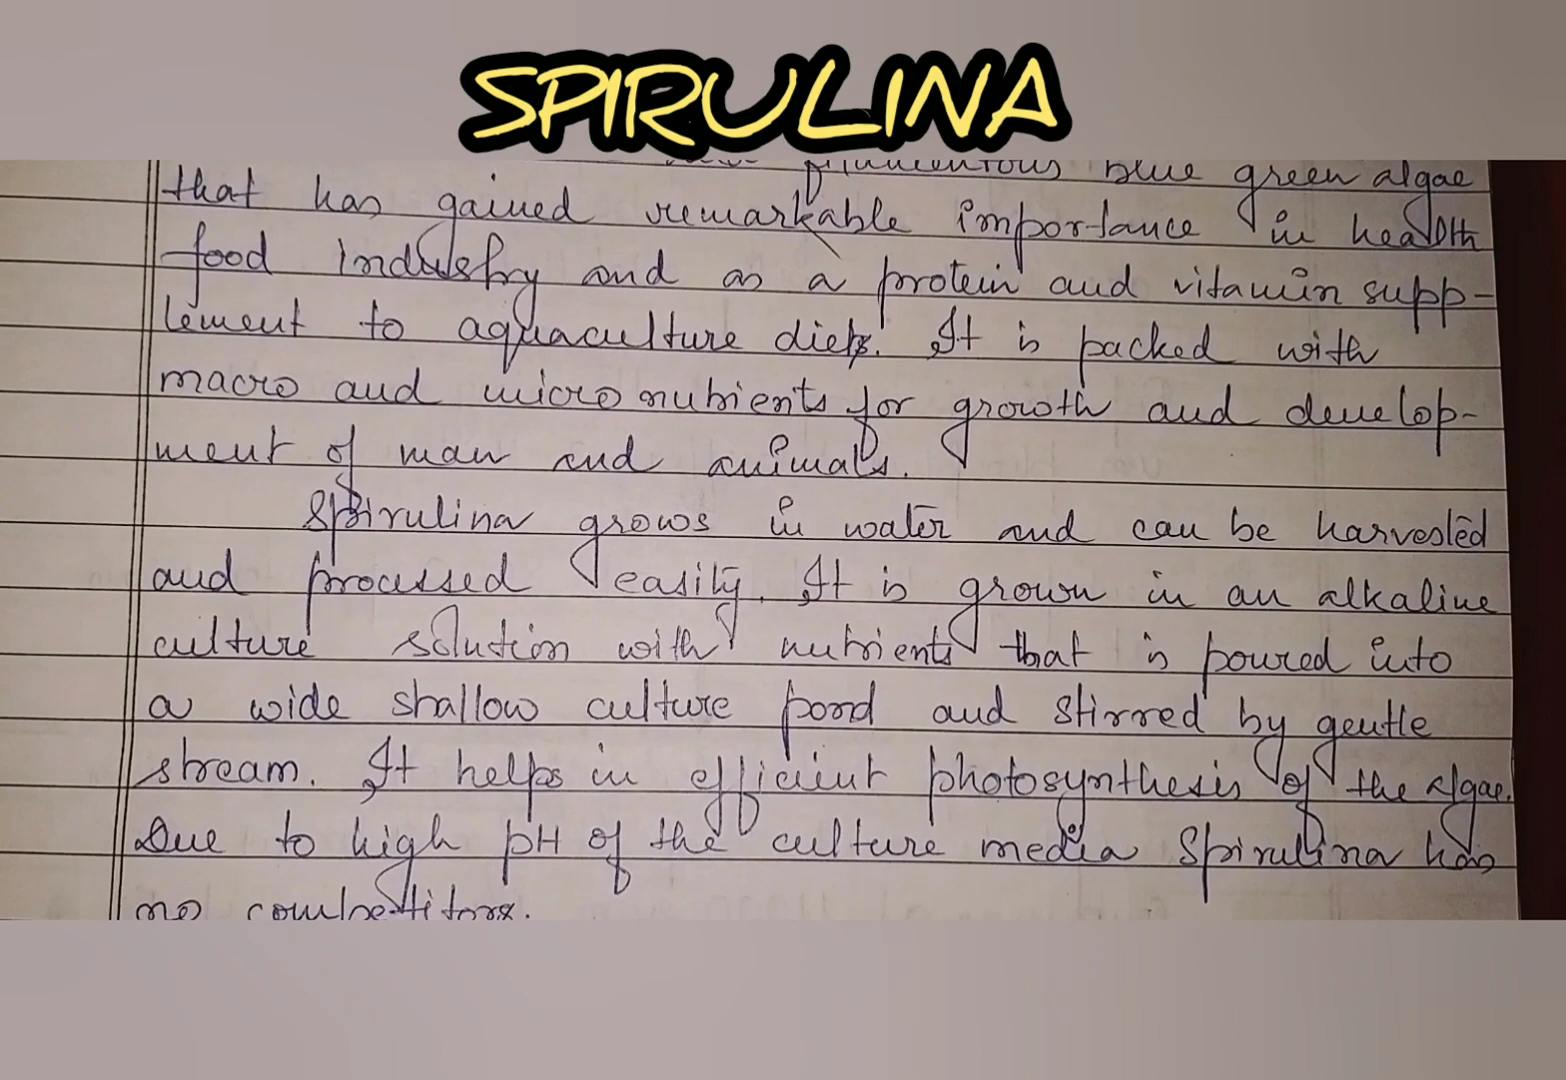 SPIRULINA
filamentous blue green algae
that has gained remarkable importance in health
food industry and as a protein and vitamin supp-
lement to aquaculture diets. It is packed with
macro and micro nutrients for growth and develop-
ment of man and animals.
Spirulina grows in water and can be harvested
and processed easily. It is grown in an alkaline
culture solution with nutrients that is poured into
a wide shallow culture pond and stirred by gentle
stream. It helps in efficient photosynthesis of the algae.
Due to high pH of the culture media Spirulina has
no competitors.